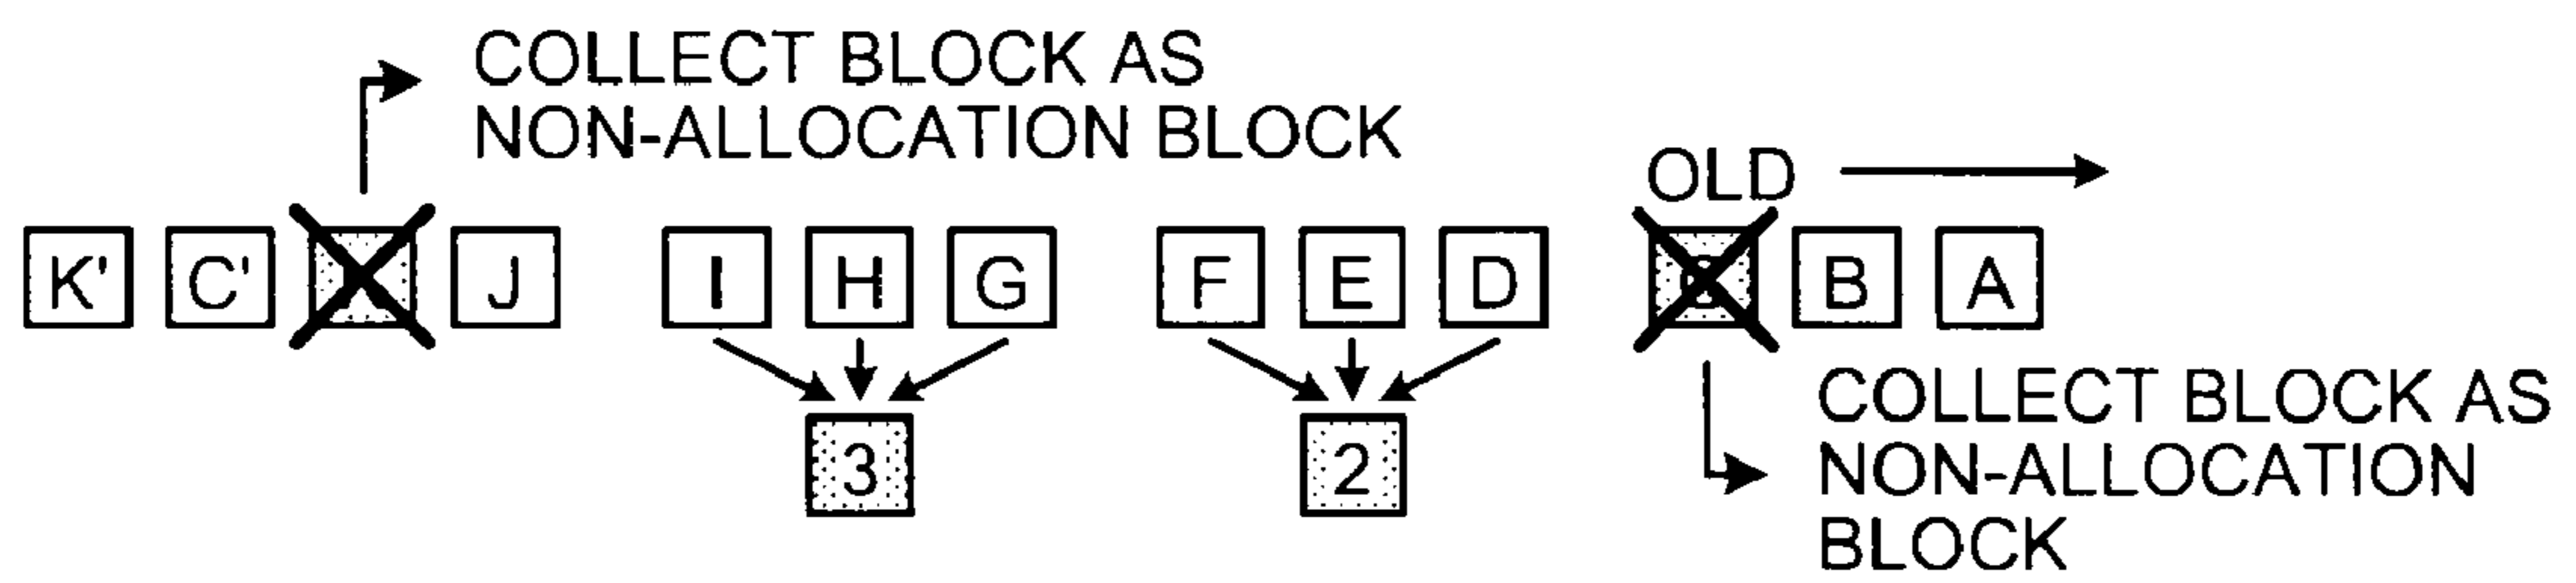 COLLECT BLOCK AS
NON-ALLOCATION BLOCK
OLD
K' C' J I H G F E D B A
3 2
COLLECT BLOCK AS
NON-ALLOCATION
BLOCK